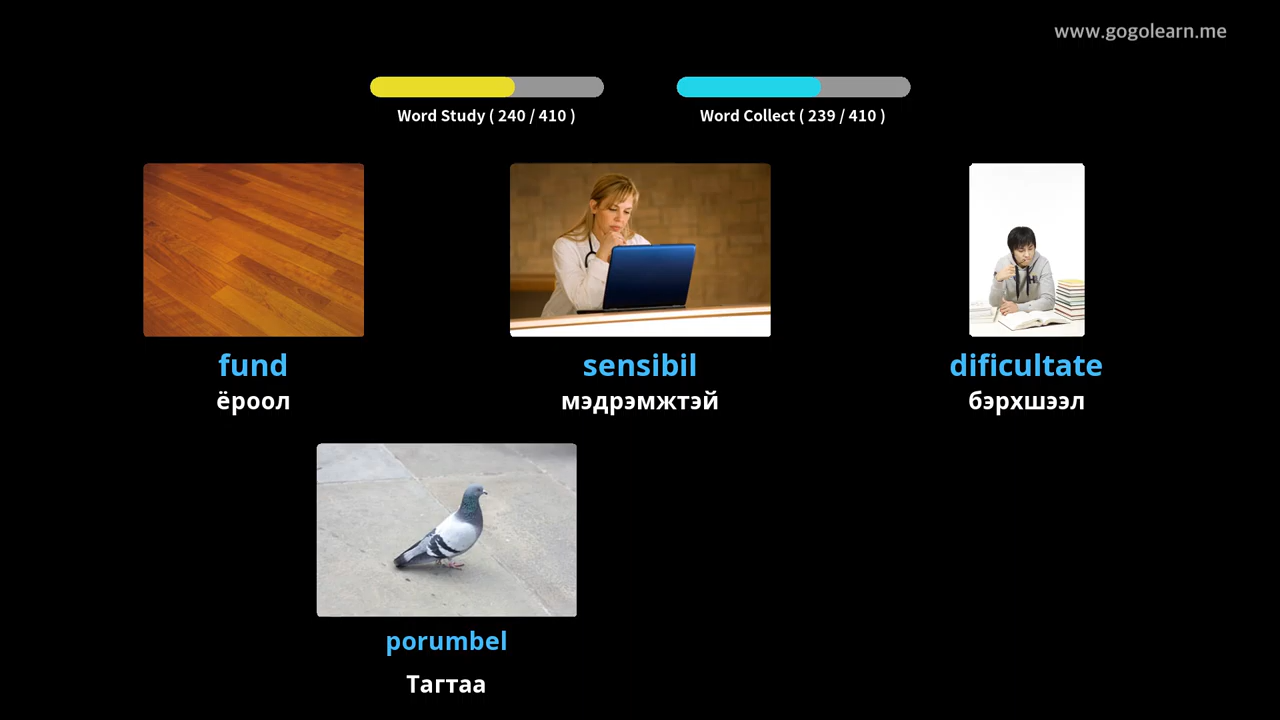 www.gogolearn.me
Word Study ( 240 / 410 )
Word Collect ( 239 / 410 )
fund
ёроол
sensibil
мэдрэмжтэй
dificultate
бэрхшээл
porumbel
Тагтаа